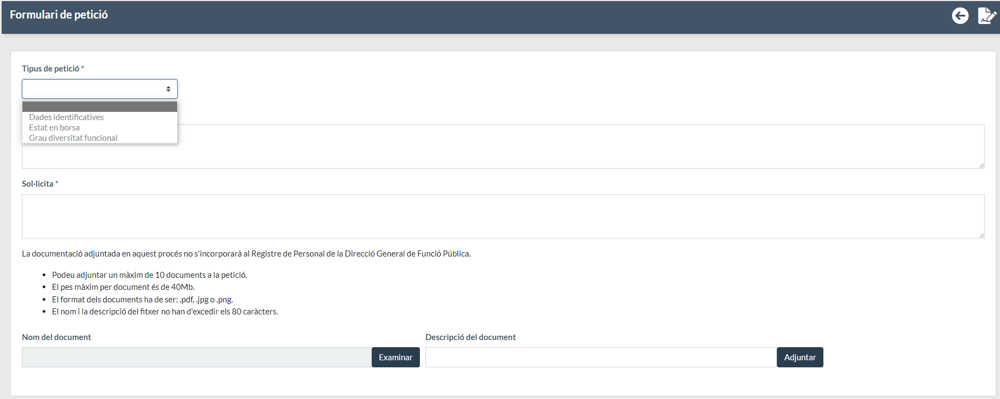 Formulari de petició
Tipus de petició *
Dades identificatives
Estat en borsa
Grau diversitat funcional
Sol·licita *
La documentació adjuntada en aquest procés no s'incorporarà al Registre de Personal de la Direcció General de Funció Pública.
• Podeu adjuntar un màxim de 10 documents a la petició.
• El pes màxim per document és de 40Mb.
• El format dels documents ha de ser: .pdf, .jpg o .png.
• El nom i la descripció del fitxer no han d'excedir els 80 caràcters.
Nom del document
Descripció del document
Examinar
Adjuntar